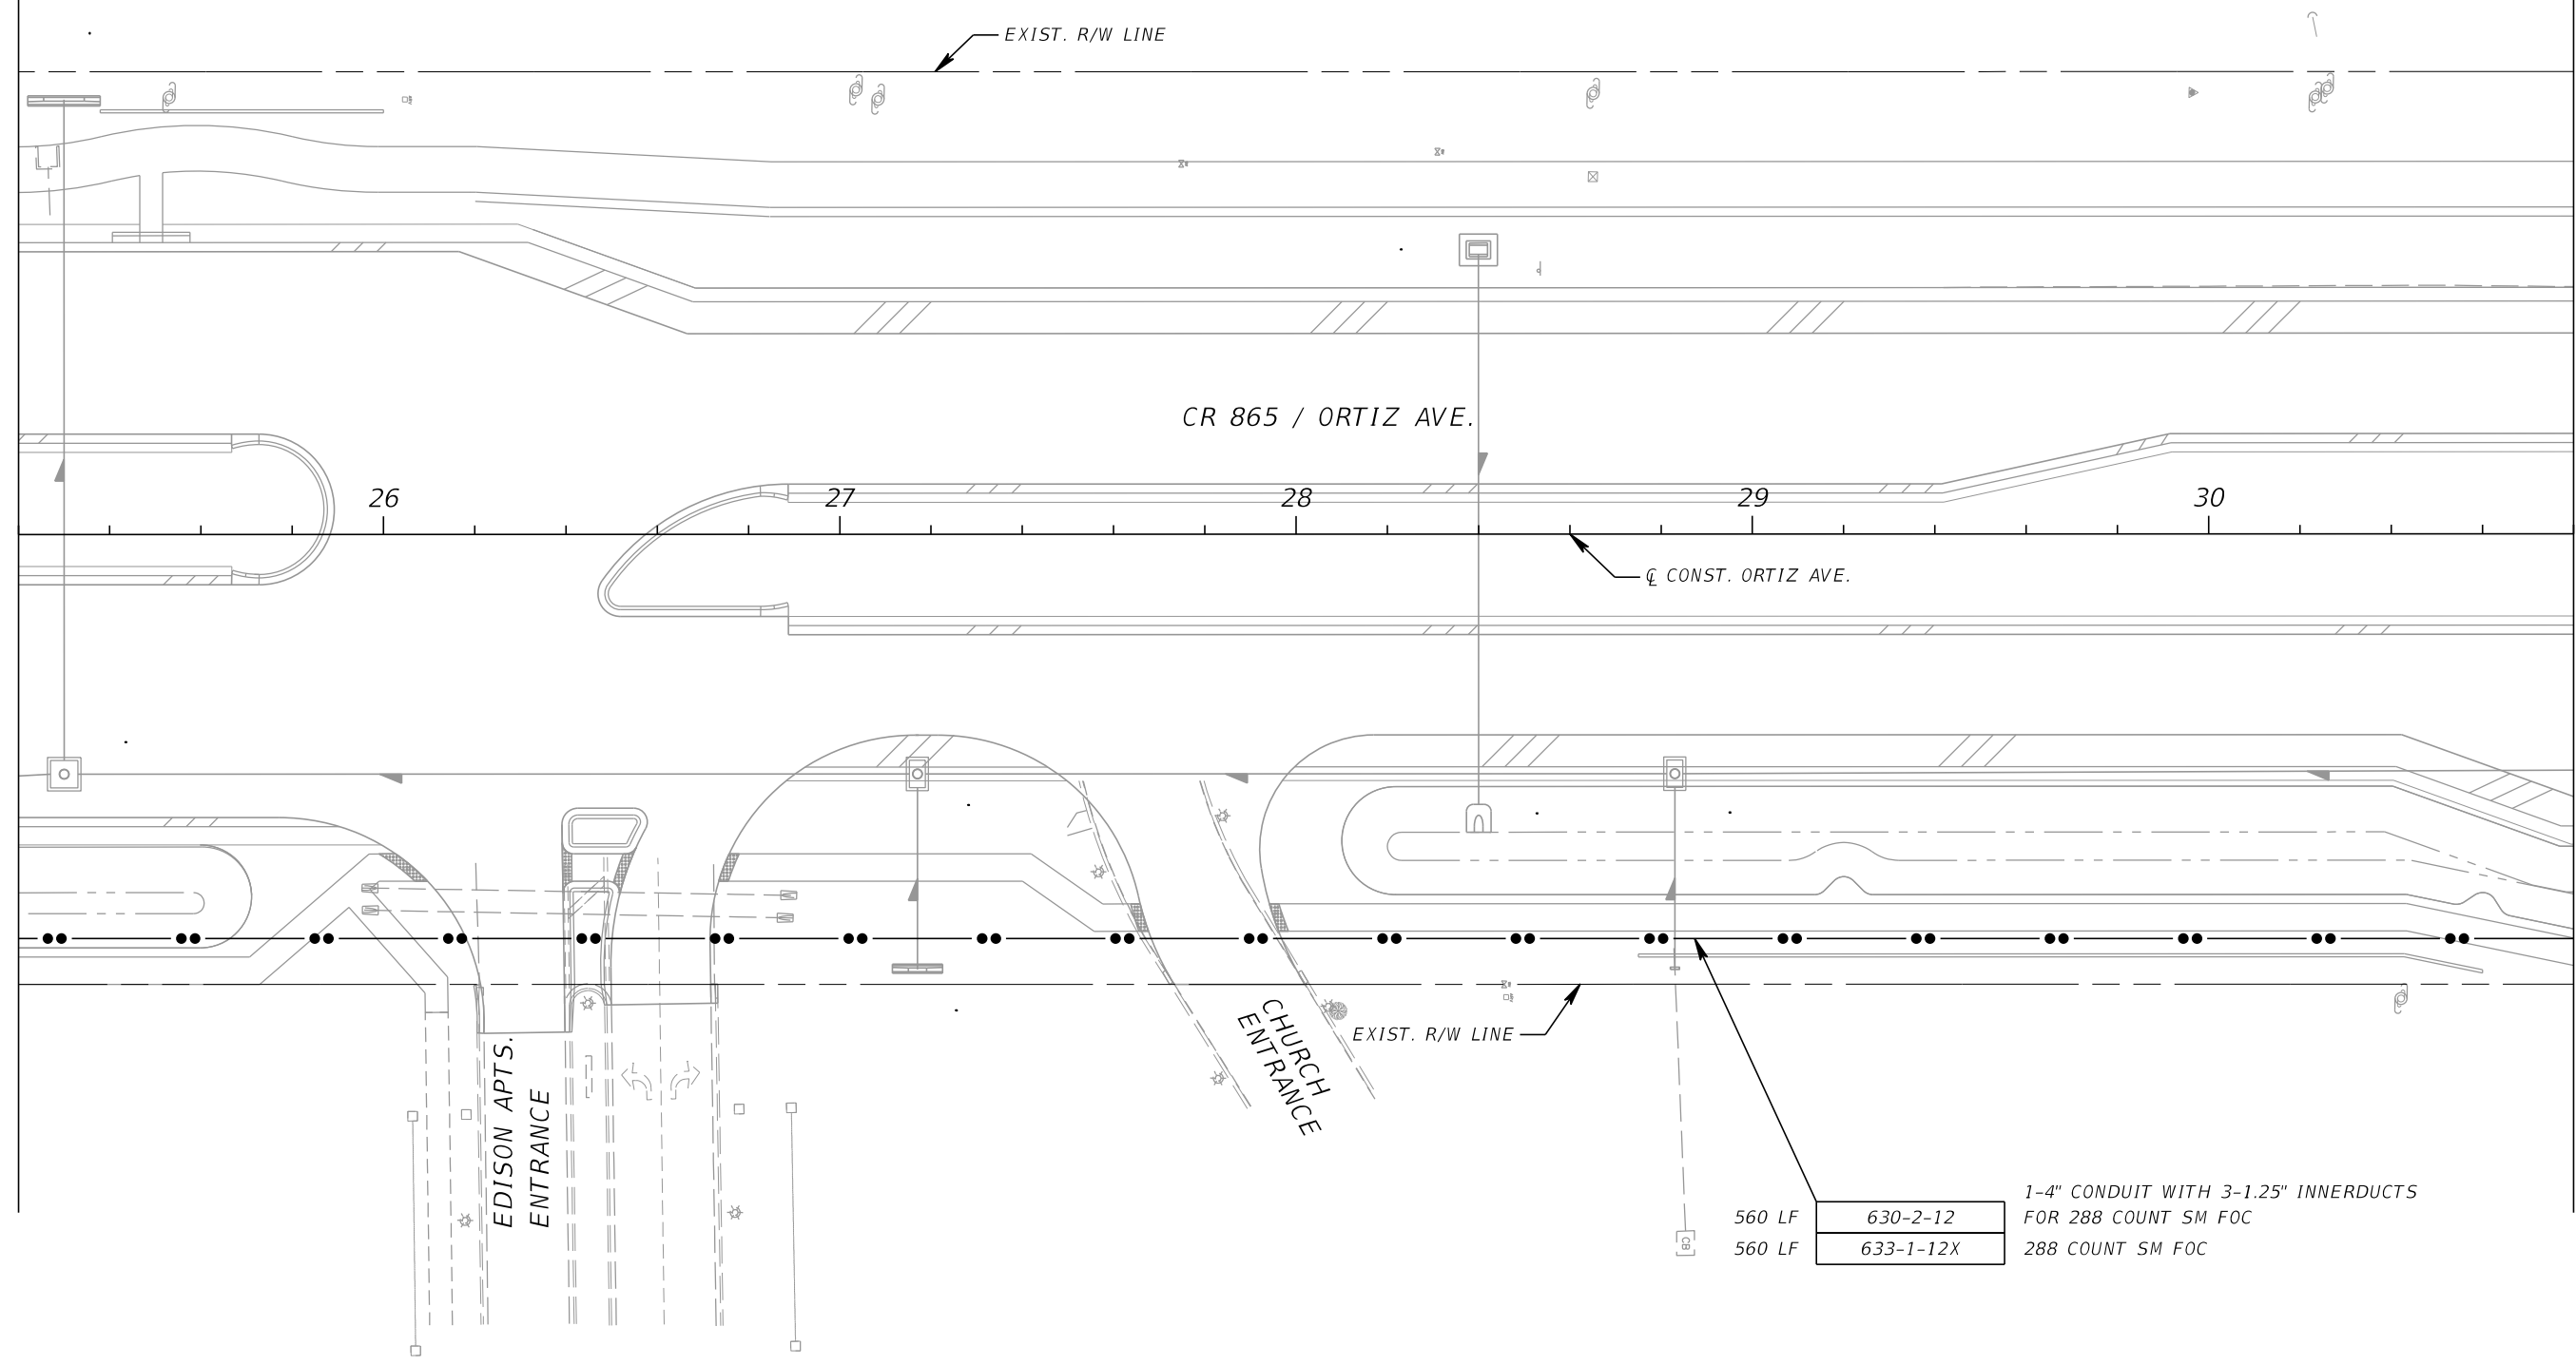 EXIST. R/W LINE
CR 865 / ORTIZ AVE.
26
27
28
29
30
℄ CONST. ORTIZ AVE.
EDISON APTS.
ENTRANCE
CHURCH
ENTRANCE
EXIST. R/W LINE
1-4" CONDUIT WITH 3-1.25" INNERDUCTS
560 LF 630-2-12 FOR 288 COUNT SM FOC
560 LF 633-1-12X 288 COUNT SM FOC
CB